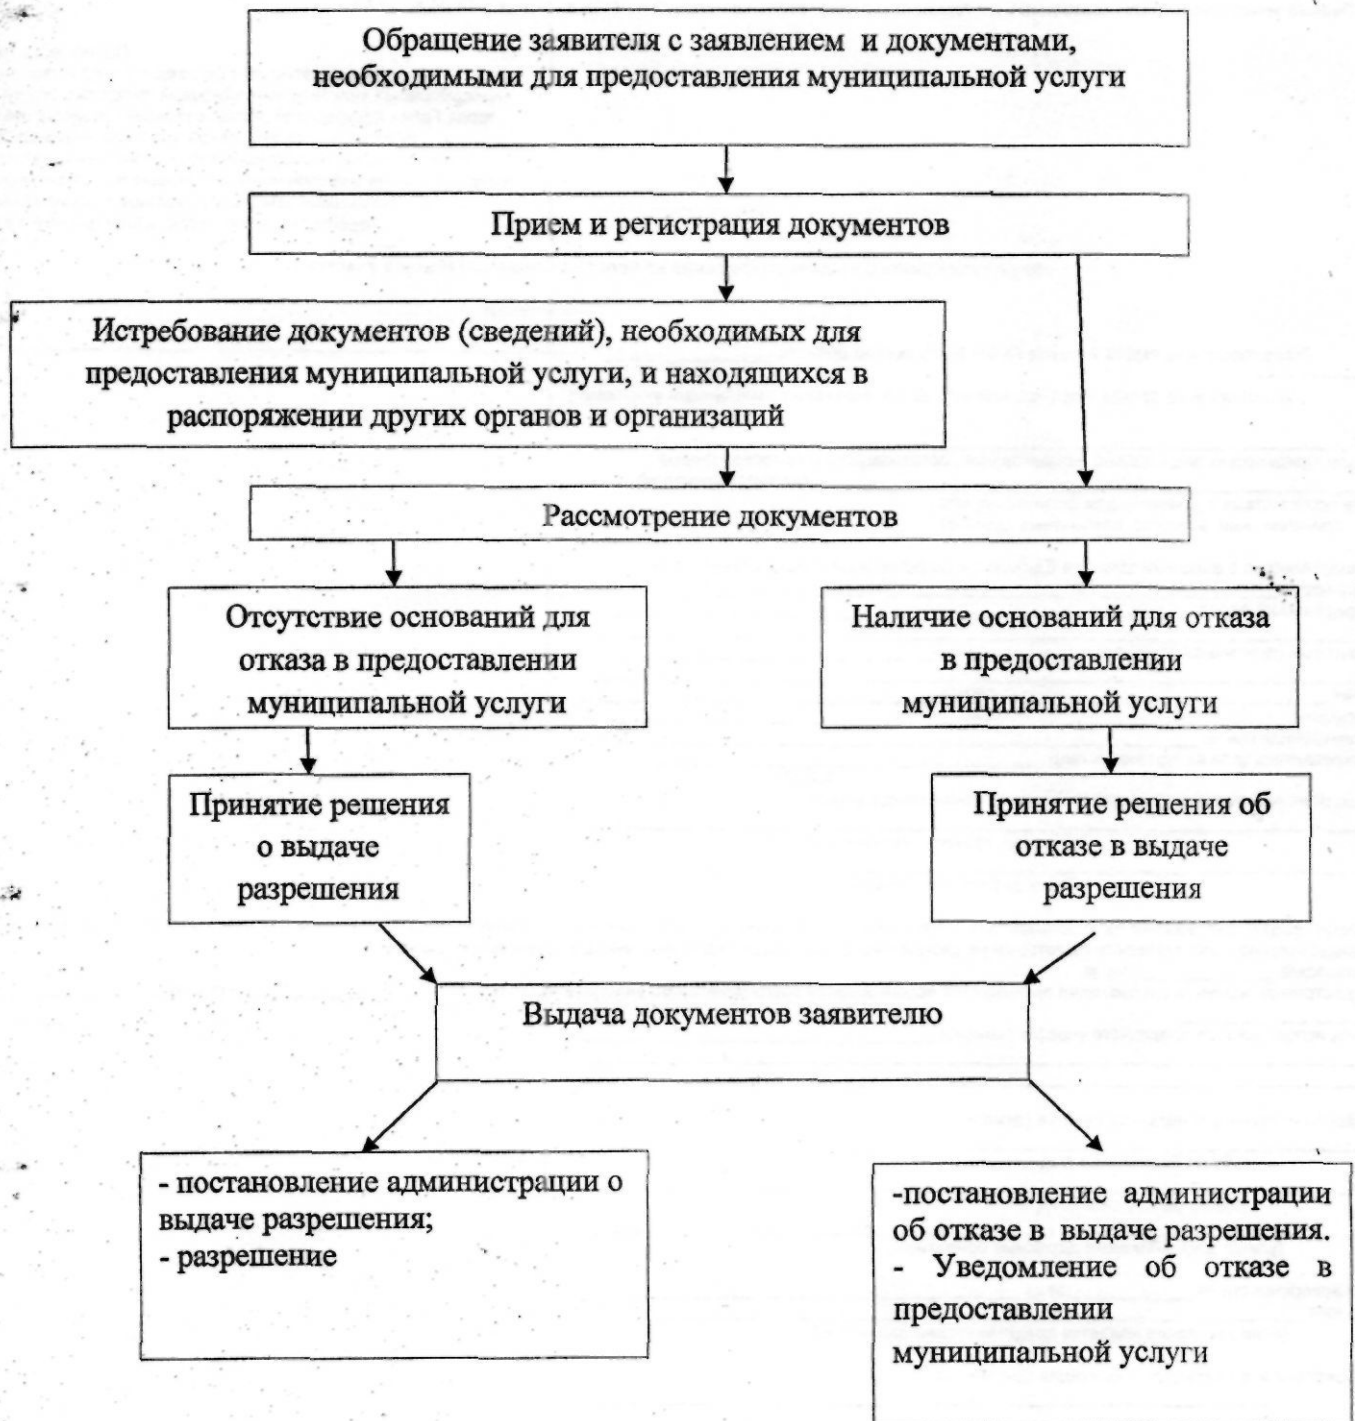 Обращение заявителя с заявлением и документами,
необходимыми для предоставления муниципальной услуги
Прием и регистрация документов
Истребование документов (сведений), необходимых для
предоставления муниципальной услуги, и находящихся в
распоряжении других органов и организаций
Рассмотрение документов
Отсутствие оснований для
отказа в предоставлении
муниципальной услуги
Наличие оснований для отказа
в предоставлении
муниципальной услуги
Принятие решения
о выдаче
разрешения
Принятие решения об
отказе в выдаче
разрешения
Выдача документов заявителю
- постановление администрации о
выдаче разрешения;
- разрешение
-постановление администрации
об отказе в выдаче разрешения.
- Уведомление об отказе в
предоставлении
муниципальной услуги